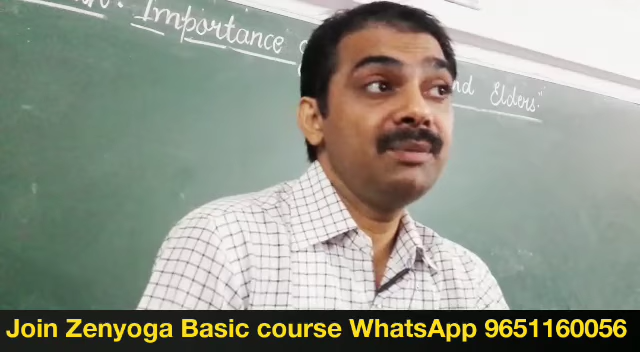 Importance
and Elders."
Join Zenyoga Basic course WhatsApp 9651160056